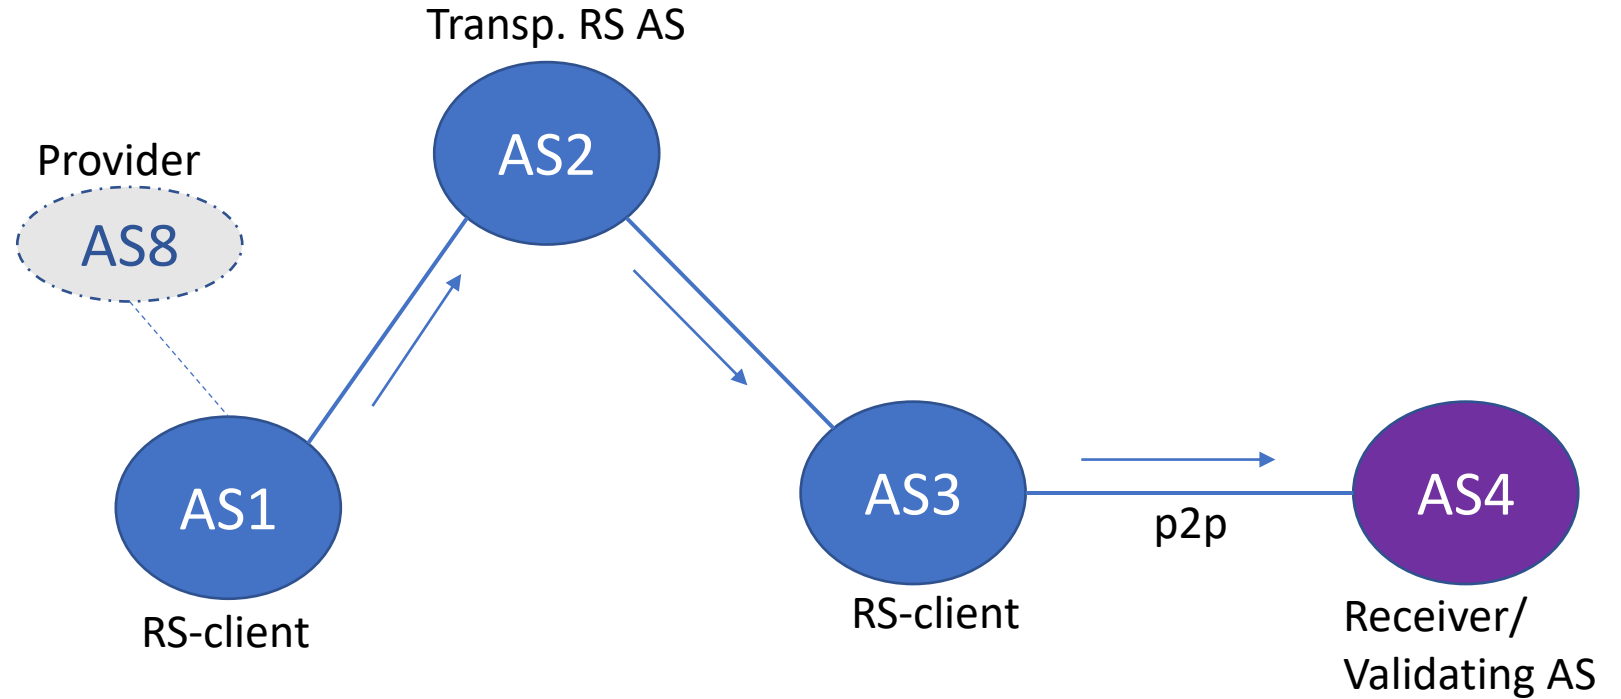 Transp. RS AS
AS2
Provider
AS8
AS1
RS-client
AS3
RS-client
p2p
AS4
Receiver/
Validating AS